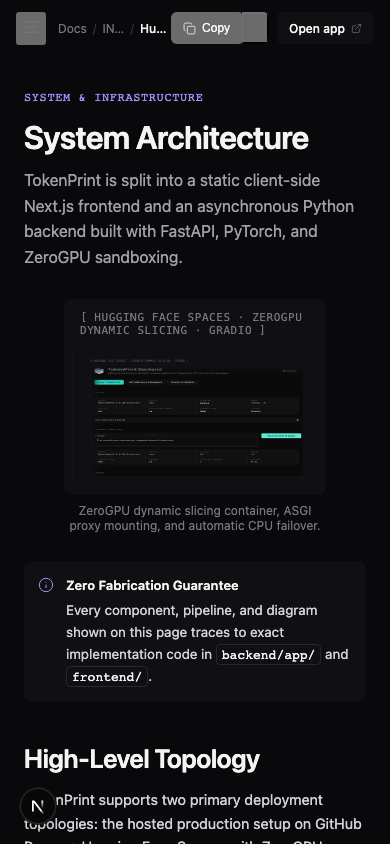 Docs / IN... / Hu... Copy Open app
SYSTEM & INFRASTRUCTURE
System Architecture
TokenPrint is split into a static client-side
Next.js frontend and an asynchronous Python
backend built with FastAPI, PyTorch, and
ZeroGPU sandboxing.
[ HUGGING FACE SPACES · ZEROGPU
DYNAMIC SLICING · GRADIO ]
TokenPrint Backend
ZeroGPU dynamic slicing container, ASGI
proxy mounting, and automatic CPU failover.
Zero Fabrication Guarantee
Every component, pipeline, and diagram
shown on this page traces to exact
implementation code in backend/app/ and
frontend/.
High-Level Topology
N
TokenPrint supports two primary deployment
topologies: the hosted production setup on GitHub